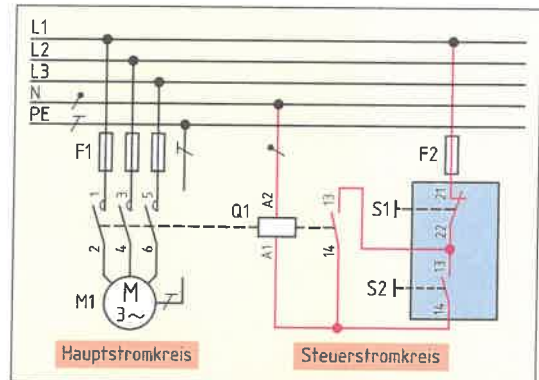 L1
L2
L3
N
PE
F1
F2
1 3 5
2 4 6
Q1
A2
A1
13
14
S1
21
22
S2
13
14
M1
M
3~
Hauptstromkreis
Steuerstromkreis